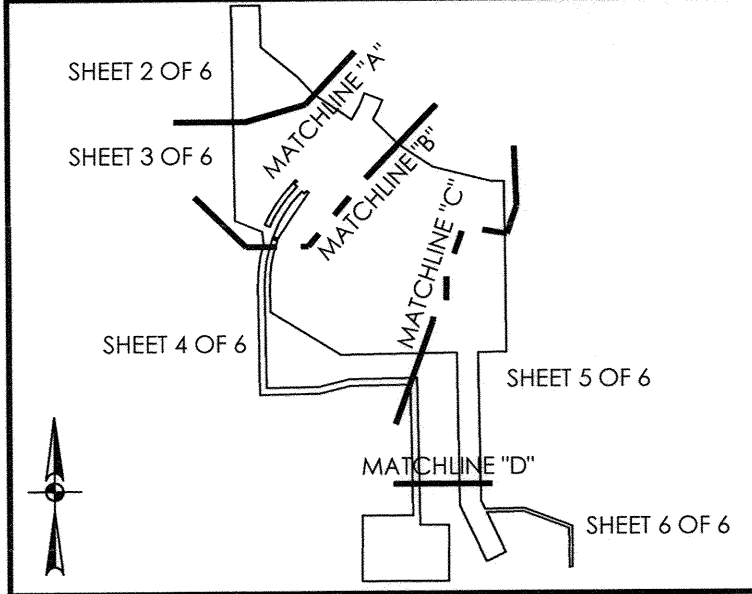 SHEET 2 OF 6
MATCHLINE "A"
SHEET 3 OF 6
MATCHLINE "B"
MATCHLINE "C"
SHEET 4 OF 6
SHEET 5 OF 6
MATCHLINE "D"
SHEET 6 OF 6